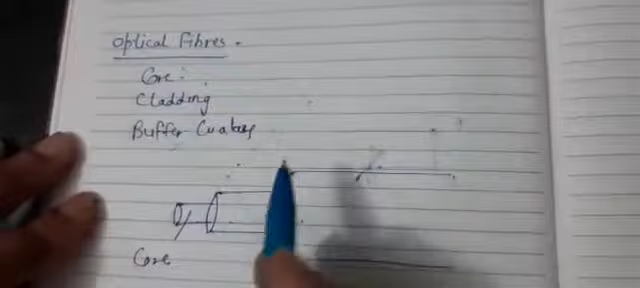 Optical Fibres.
Core:
Cladding
Buffer Coating
Core